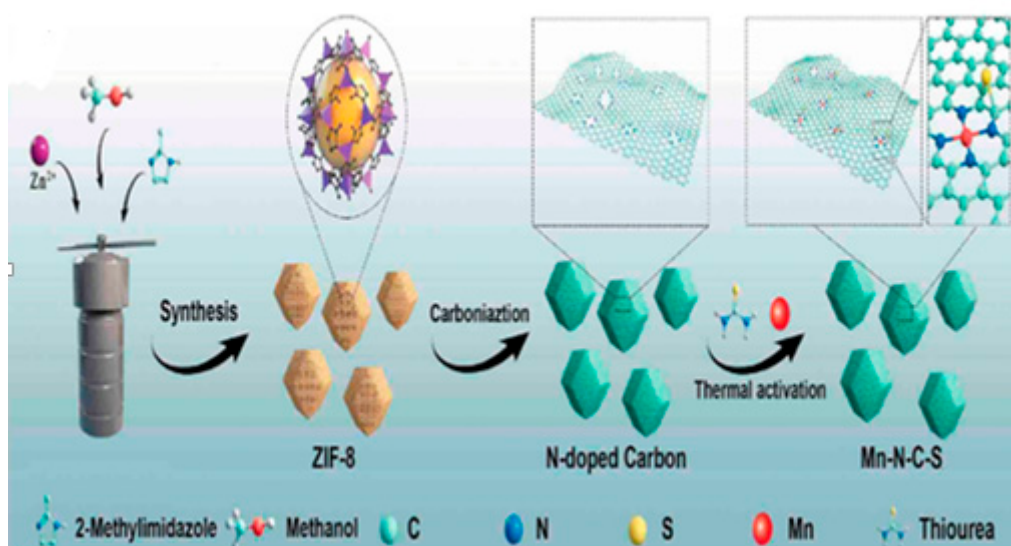 Zn²⁺
Synthesis
Carboniaztion
Thermal activation
ZIF-8
N-doped Carbon
Mn-N-C-S
2-Methylimidazole
Methanol
C
N
S
Mn
Thiourea